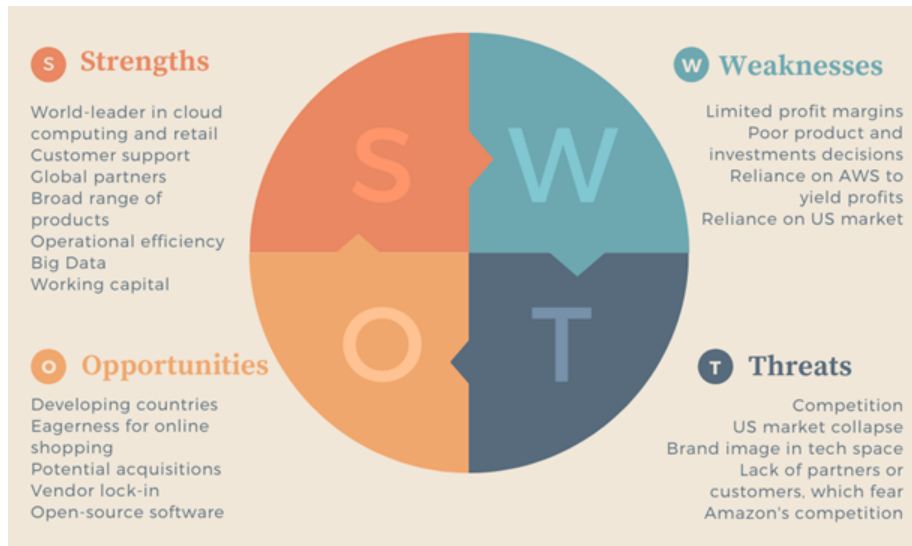 S Strengths
World-leader in cloud
computing and retail
Customer support
Global partners
Broad range of
products
Operational efficiency
Big Data
Working capital
W Weaknesses
Limited profit margins
Poor product and
investments decisions
Reliance on AWS to
yield profits
Reliance on US market
S
W
O
T
O Opportunities
Developing countries
Eagerness for online
shopping
Potential acquisitions
Vendor lock-in
Open-source software
T Threats
Competition
US market collapse
Brand image in tech space
Lack of partners or
customers, which fear
Amazon's competition